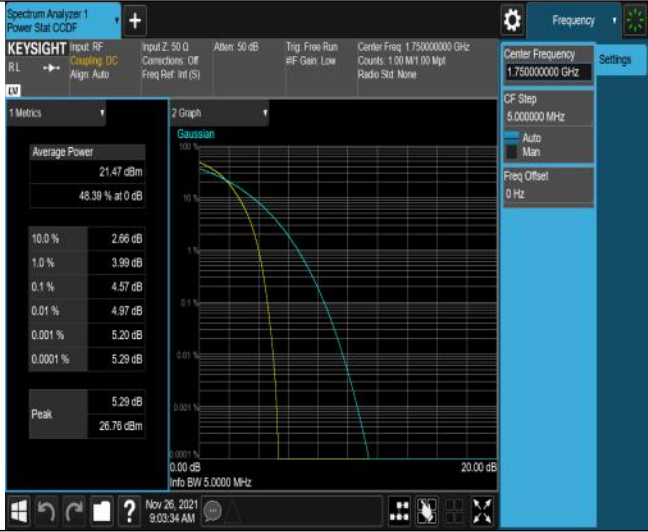 Spectrum Analyzer 1
Power Stat CCDF
+
Frequency
KEYSIGHT
RL
LV
Input: RF
Coupling: DC
Align: Auto
Input Z: 50 Ω
Corrections: Off
Freq Ref: Int (S)
Atten: 50 dB
Trig: Free Run
#IF Gain: Low
Center Freq: 1.750000000 GHz
Counts: 1.00 M/1.00 Mpt
Radio Std: None
Center Frequency
1.750000000 GHz
Settings
CF Step
5.000000 MHz
Auto
Man
Freq Offset
0 Hz
1 Metrics
Average Power
21.47 dBm
48.39 % at 0 dB
10.0 % 2.66 dB
1.0 % 3.99 dB
0.1 % 4.57 dB
0.01 % 4.97 dB
0.001 % 5.20 dB
0.0001 % 5.29 dB
Peak
5.29 dB
26.76 dBm
2 Graph
Gaussian
100 %
10 %
1 %
0.1 %
0.01 %
0.001 %
0.0001 %
0.00 dB 20.00 dB
Info BW 5.0000 MHz
?
Nov 26, 2021
9:03:34 AM